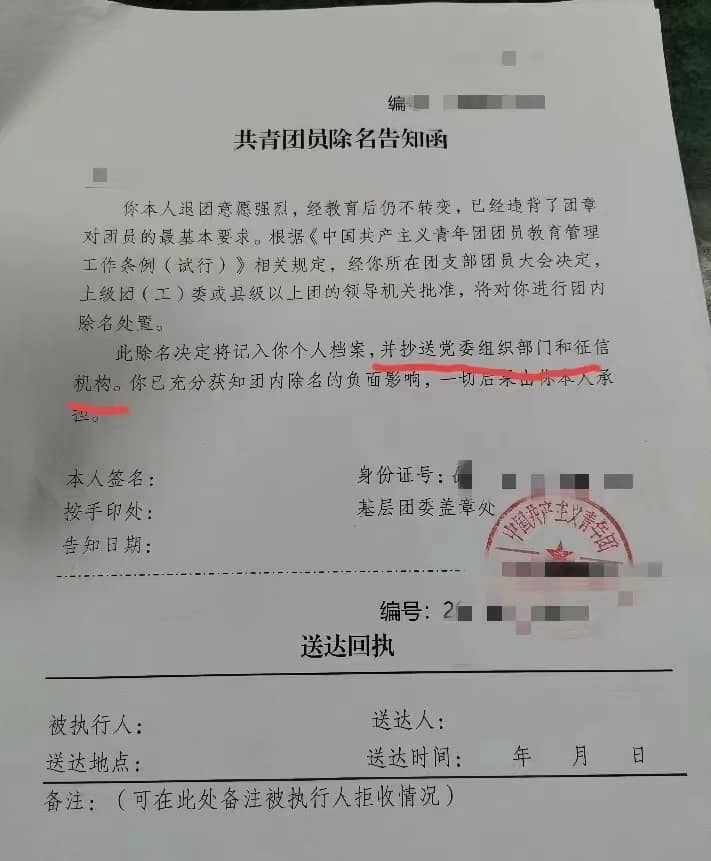 编
共青团员除名告知函
你本人退团意愿强烈，经教育后仍不转变，已经违背了团章
对团员的最基本要求。根据《中国共产主义青年团团员教育管理
工作条例（试行）》相关规定，经你所在团支部团员大会决定，
上级团（工）委或县级以上团的领导机关批准，将对你进行团内
除名处置。
此除名决定将记入你个人档案，并抄送党委组织部门和征信
机构。你已充分获知团内除名的负面影响，一切后果由你本人承
担。
本人签名：
身份证号：
按手印处：
基层团委盖章处
告知日期：
中国共产主义青年团
编号：2
送达回执
被执行人：
送达人：
送达地点：
送达时间： 年 月 日
备注：（可在此处备注被执行人拒收情况）